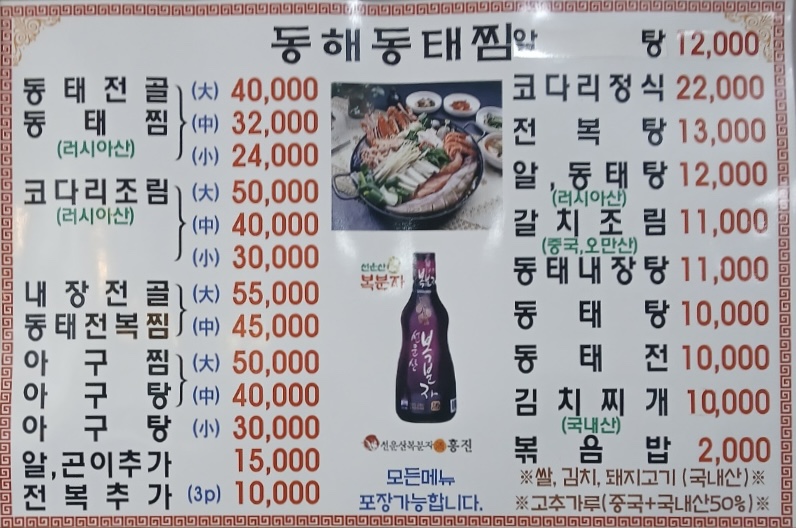 동해동태찜
동태전골 (大) 40,000
동태찜 (中) 32,000
(러시아산) (小) 24,000
코다리조림 (大) 50,000
(러시아산) (中) 40,000
(小) 30,000
내장전골 (大) 55,000
동태전복찜 (中) 45,000
아구찜 (大) 50,000
아구탕 (中) 40,000
아구탕 (小) 30,000
알,곤이추가 15,000
전복추가 (3p) 10,000
선운산
복분자
선운산
복분자
선운산복분자 흥진
모든메뉴
포장가능합니다.
알탕 12,000
코다리정식 22,000
전복탕 13,000
알,동태탕 12,000
(러시아산)
갈치조림 11,000
(중국,오만산)
동태내장탕 11,000
동태탕 10,000
동태전 10,000
김치찌개 10,000
(국내산)
볶음밥 2,000
※쌀, 김치, 돼지고기 (국내산)※
※고추가루(중국+국내산50%)※